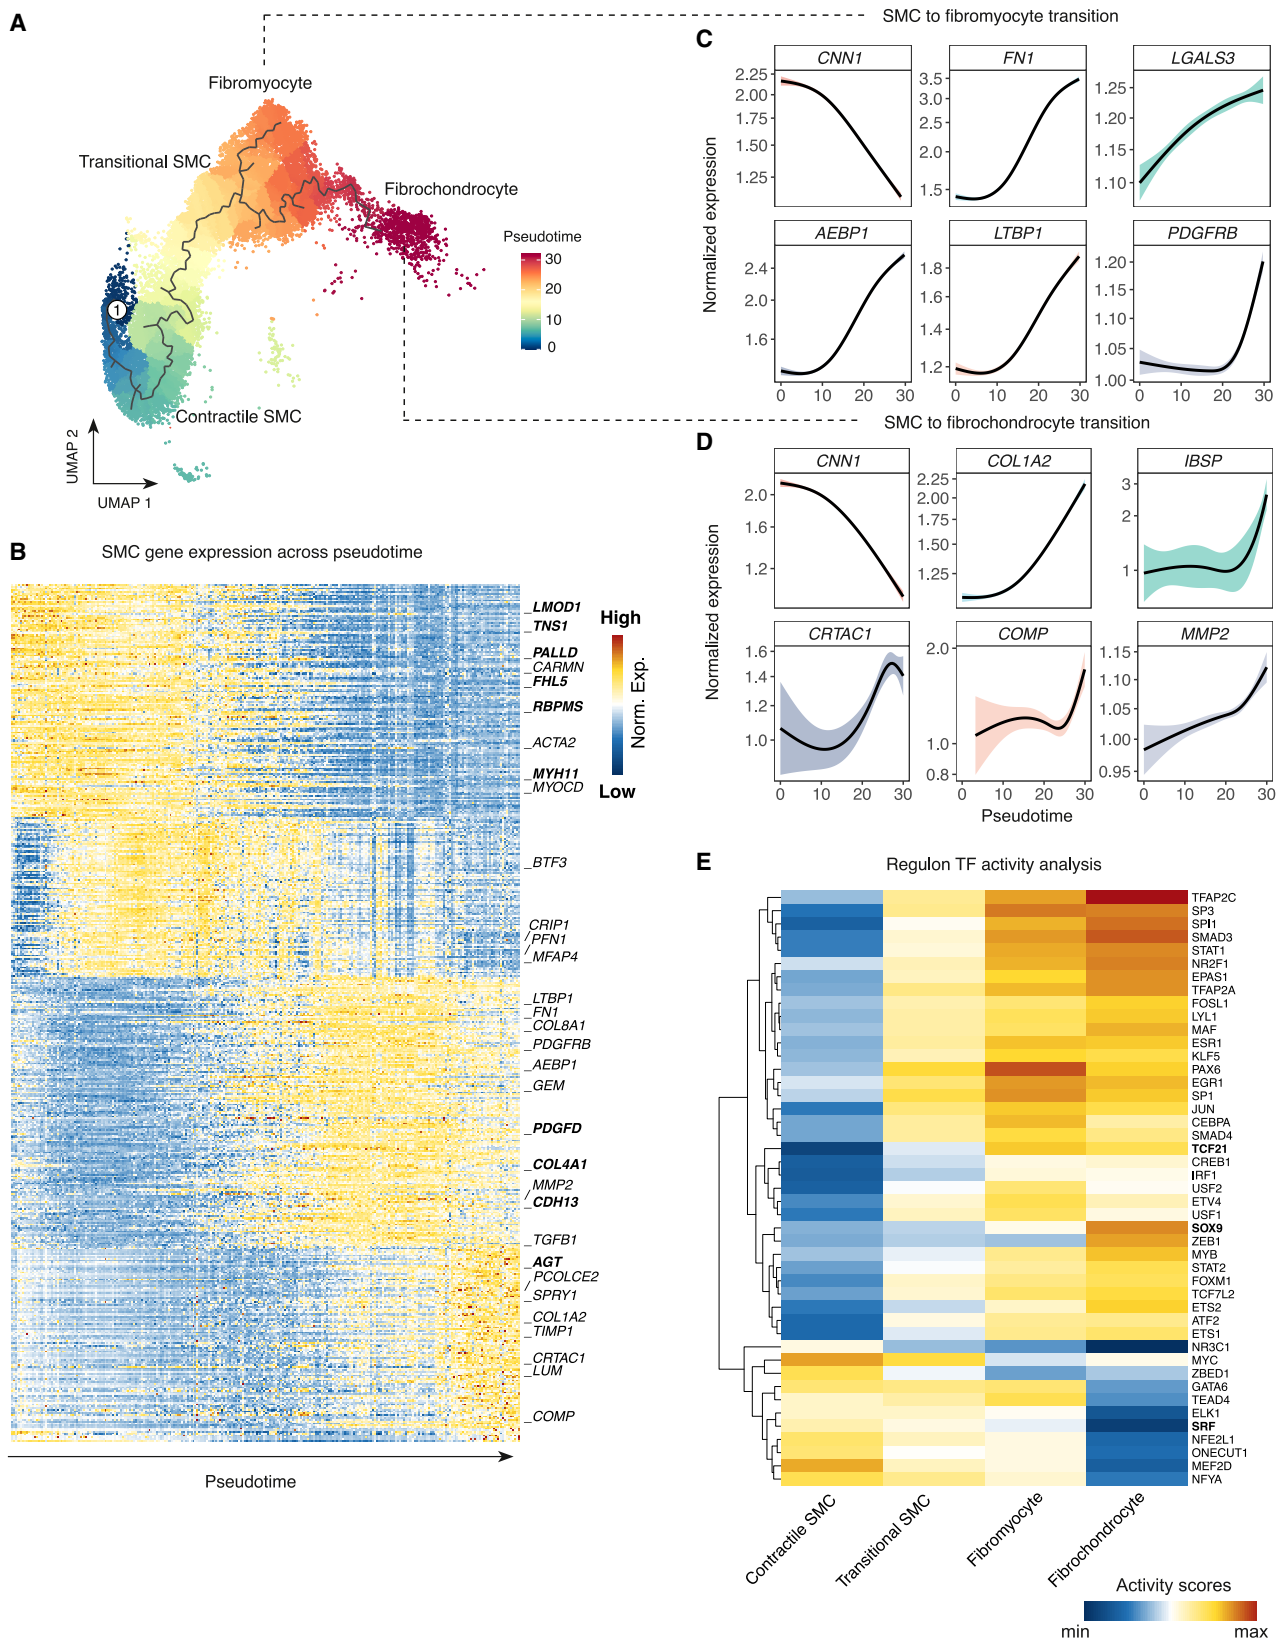 A
SMC to fibromyocyte transition
Fibromyocyte
Transitional SMC
Fibrochondrocyte
Pseudotime
30
20
10
0
1
Contractile SMC
UMAP 2
UMAP 1
C
CNN1
FN1
LGALS3
2.25
2.00
1.50
1.25
3.5
3.0
2.5
2.0
1.5
1.25
1.20
1.15
1.10
Normalized expression
AEBP1
LTBP1
PDGFRB
2.4
2.0
1.6
1.8
1.6
1.4
1.2
1.20
1.15
1.10
1.05
1.00
0 10 20 30
0 10 20 30
0 10 20 30
SMC to fibrochondrocyte transition
D
CNN1
COL1A2
IBSP
2.0
1.6
1.2
2.25
2.00
1.75
1.50
1.25
3
2
1
Normalized expression
CRTAC1
COMP
MMP2
1.6
1.4
1.2
1.0
2.0
1.0
0.8
1.15
1.10
1.05
1.00
0.95
0 10 20 30
0 10 20 30
0 10 20 30
Pseudotime
B
SMC gene expression across pseudotime
LMOD1
TNS1
PALLD
CARMN
FHL5
RBPMS
ACTA2
MYH11
MYOCD
BTF3
CRIP1
PFN1
MFAP4
LTBP1
FN1
COL8A1
PDGFRB
AEBP1
GEM
PDGFD
COL4A1
MMP2
CDH13
TGFB1
AGT
PCOLCE2
SPRY1
COL1A2
TIMP1
CRTAC1
LUM
COMP
High
Norm. Exp.
Low
Pseudotime
E
Regulon TF activity analysis
TFAP2C
SP3
SPI1
SMAD3
STAT1
NR2F1
EPAS1
TFAP2A
FOSL1
LYL1
MAF
ESR1
KLF5
PAX6
EGR1
SP1
JUN
CEBPA
SMAD4
TCF21
CREB1
IRF1
USF2
ETV4
USF1
SOX9
ZEB1
MYB
STAT2
FOXM1
TCF7L2
ETS2
ATF2
ETS1
NR3C1
MYC
ZBED1
GATA6
TEAD4
ELK1
SRF
NFE2L1
ONECUT1
MEF2D
NFYA
Contractile SMC
Transitional SMC
Fibromyocyte
Fibrochondrocyte
Activity scores
min max